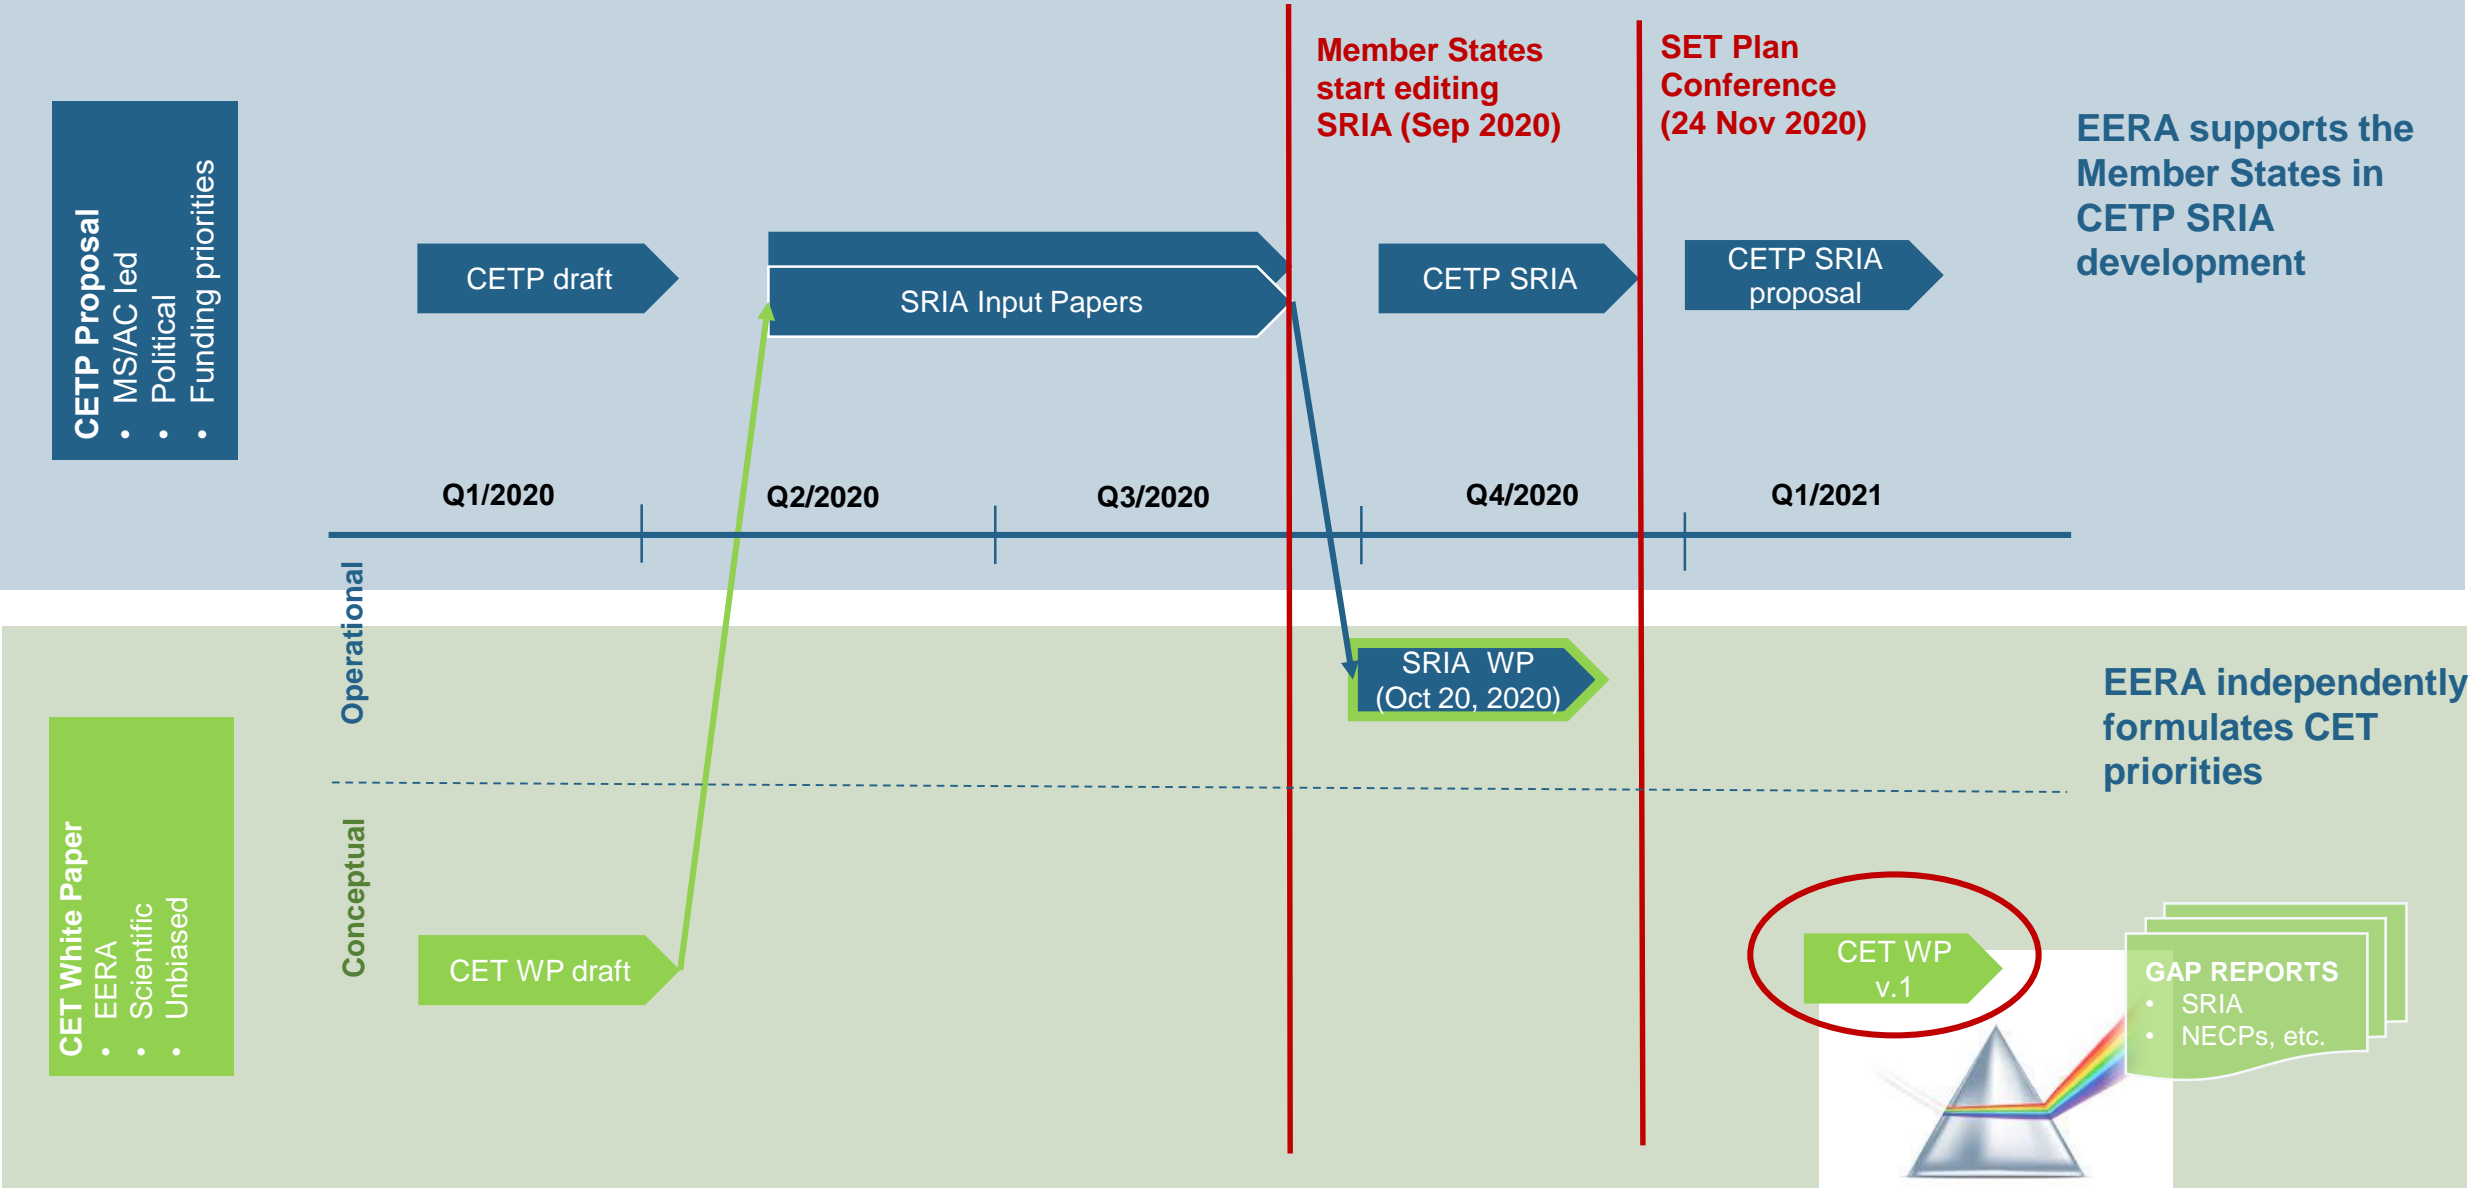 Member States
start editing
SRIA (Sep 2020)
SET Plan
Conference
(24 Nov 2020)
EERA supports the
Member States in
CETP SRIA
development
CETP Proposal
• MS/AC led
• Political
• Funding priorities
CETP draft
SRIA Input Papers
CETP SRIA
CETP SRIA
proposal
Q1/2020
Q2/2020
Q3/2020
Q4/2020
Q1/2021
Operational
SRIA WP
(Oct 20, 2020)
EERA independently
formulates CET
priorities
CET White Paper
• EERA
• Scientific
• Unbiased
Conceptual
CET WP draft
CET WP
v.1
GAP REPORTS
• SRIA
• NECPs, etc.